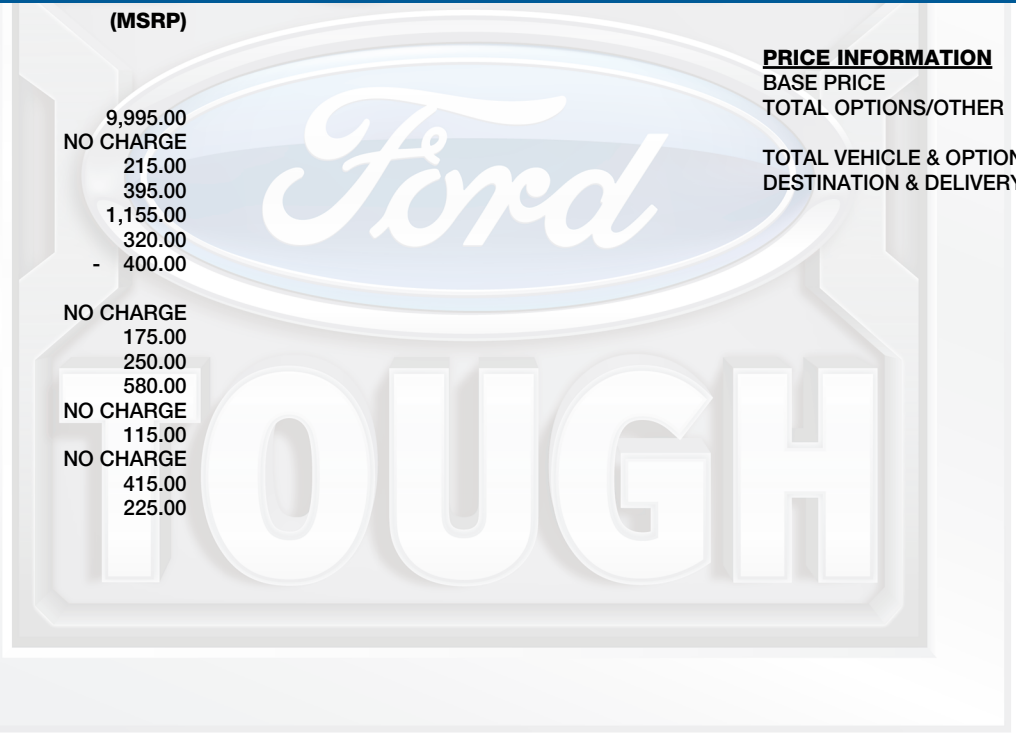 (MSRP)
9,995.00
NO CHARGE
215.00
395.00
1,155.00
320.00
- 400.00
NO CHARGE
175.00
250.00
580.00
NO CHARGE
115.00
NO CHARGE
415.00
225.00
PRICE INFORMATION
BASE PRICE
TOTAL OPTIONS/OTHER
TOTAL VEHICLE & OPTION
DESTINATION & DELIVERY
Ford
TOUGH